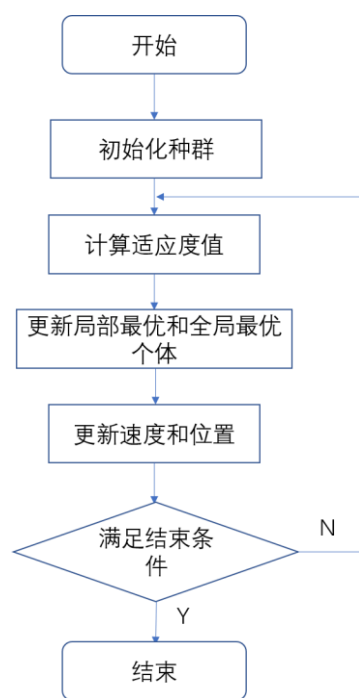 开始
初始化种群
计算适应度值
更新局部最优和全局最优
个体
更新速度和位置
满足结束条
件
N
Y
结束